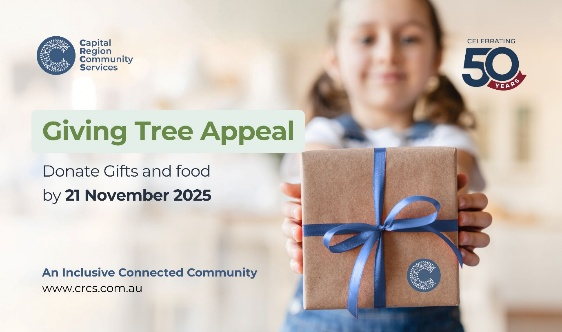 Capital
Region
Community
Services
CELEBRATING
50
YEARS
Giving Tree Appeal
Donate Gifts and food
by 21 November 2025
An Inclusive Connected Community
www.crcs.com.au